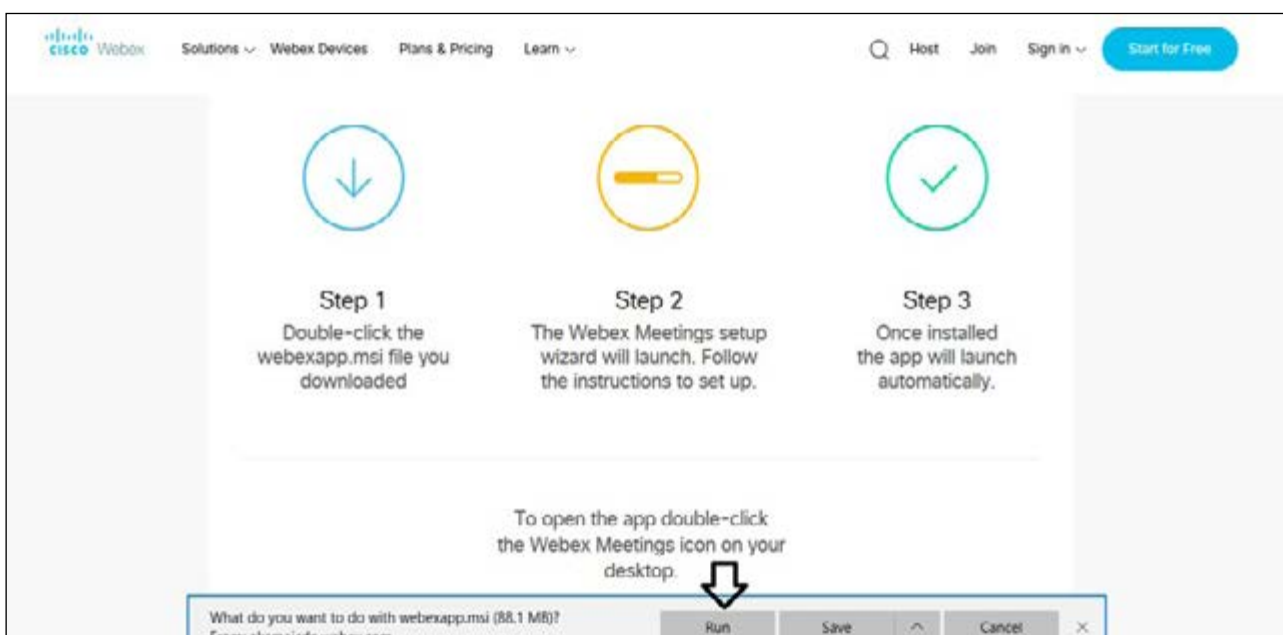 CISCO Webex
Solutions
Webex Devices
Plans & Pricing
Learn
Host
Join
Sign in
Start for Free
Step 1
Double-click the
webexapp.msi file you
downloaded
Step 2
The Webex Meetings setup
wizard will launch. Follow
the instructions to set up.
Step 3
Once installed
the app will launch
automatically.
To open the app double-click
the Webex Meetings icon on your
desktop.
What do you want to do with webexapp.msi (88.1 MB)?
Run
Save
Cancel